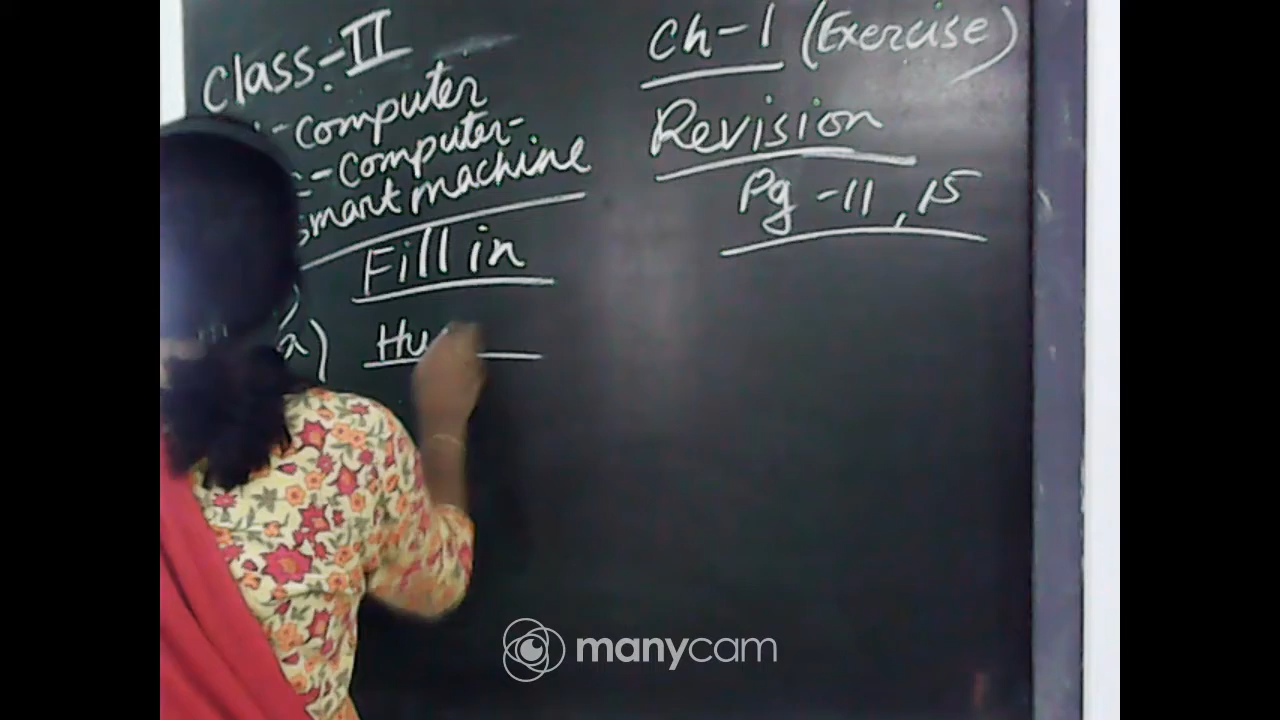 Class-II
-Computer
-Computer-
Smart machine
Fill in
a) Hu
Ch-1 (Exercise)
Revision
Pg-11, 15
manycam